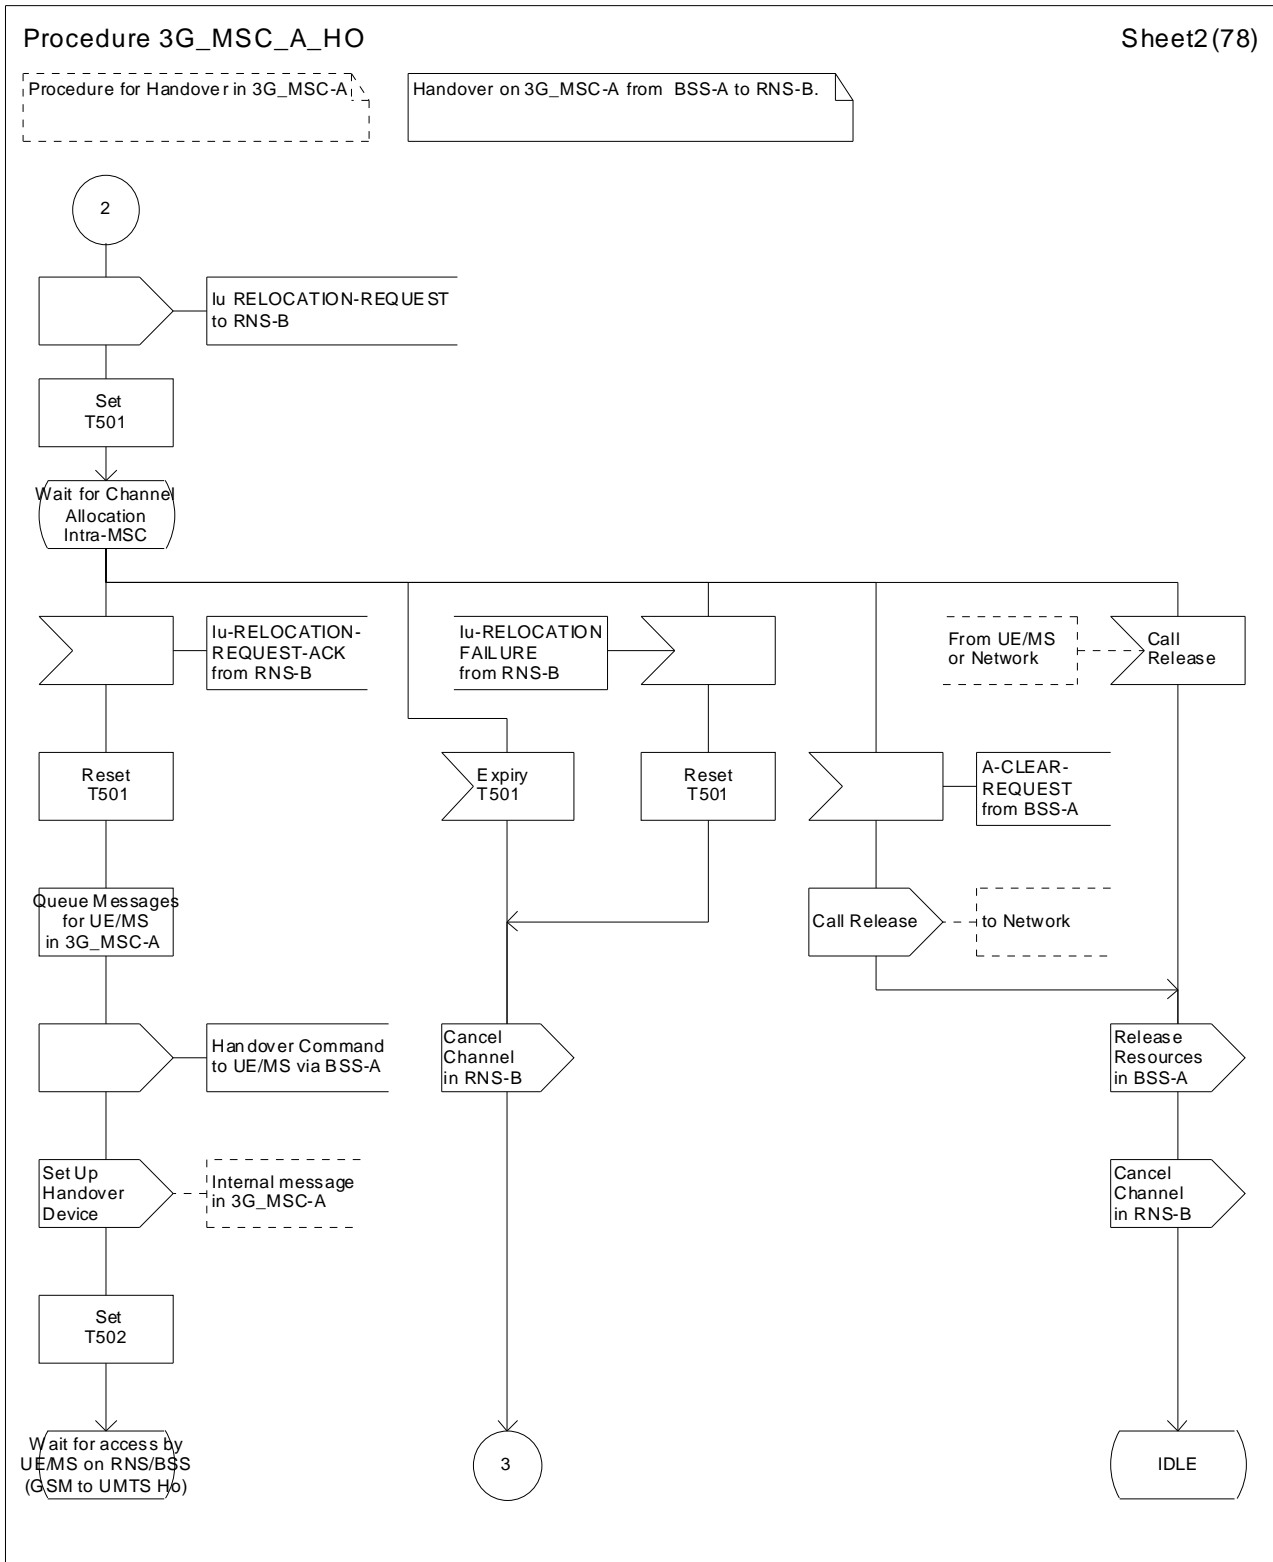 Procedure 3G_MSC_A_HO
Sheet2(78)
Procedure for Handover in 3G_MSC-A
Handover on 3G_MSC-A from BSS-A to RNS-B.
2
Iu RELOCATION-REQUEST
to RNS-B
Set
T501
Wait for Channel
Allocation
Intra-MSC
Iu-RELOCATION-
REQUEST-ACK
from RNS-B
Iu-RELOCATION
FAILURE
from RNS-B
From UE/MS
or Network
Call
Release
Reset
T501
Expiry
T501
Reset
T501
A-CLEAR-
REQUEST
from BSS-A
Queue Messages
for UE/MS
in 3G_MSC-A
Call Release
to Network
Handover Command
to UE/MS via BSS-A
Cancel
Channel
in RNS-B
Release
Resources
in BSS-A
Set Up
Handover
Device
Internal message
in 3G_MSC-A
Cancel
Channel
in RNS-B
Set
T502
Wait for access by
UE/MS on RNS/BSS
(GSM to UMTS Ho)
3
IDLE